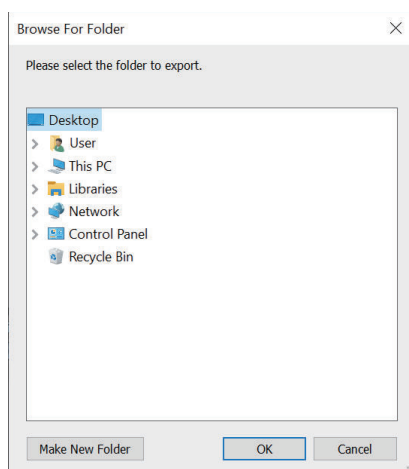 Browse For Folder
Please select the folder to export.
Desktop
User
This PC
Libraries
Network
Control Panel
Recycle Bin
Make New Folder
OK
Cancel